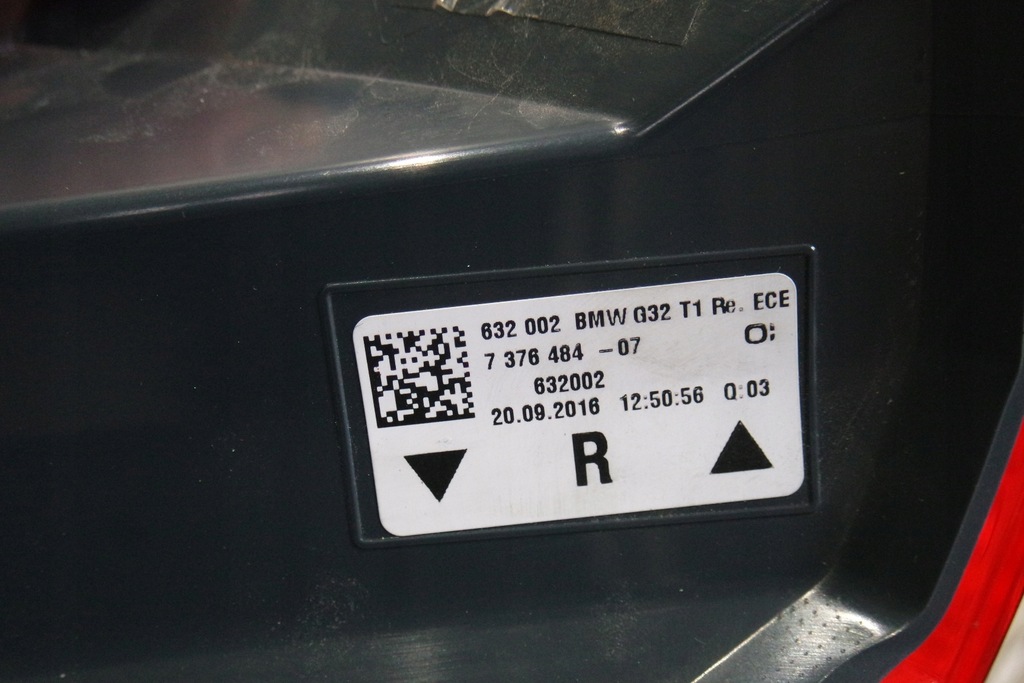 632 002 BMW G32 T1 Re. ECE
7 376 484 -07
632002
20.09.2016 12:50:56 Q:03
R